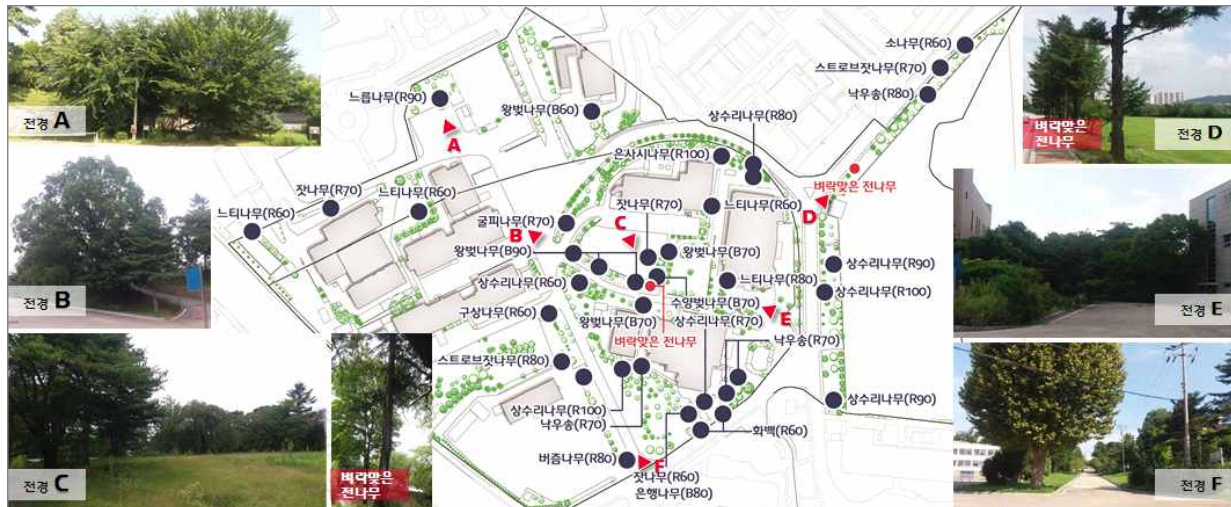 전경 A
전경 B
전경 C
벼락맞은
전나무
느릅나무(R90)
왕벚나무(B60)
상수리나무(R80)
은사시나무(R100)
잣나무(R70)
느티나무(R60)
느티나무(R60)
잣나무(R70)
느티나무(R60)
굴피나무(R70)
왕벚나무(B90)
왕벚나무(B70)
상수리나무(R60)
느티나무(R80)
구상나무(R60)
수양벚나무(B70)
왕벚나무(B70)
상수리나무(R70)
벼락맞은 전나무
낙우송(R70)
스트로브잣나무(R80)
상수리나무(R100)
낙우송(R70)
화백(R60)
버즘나무(R80)
잣나무(R60)
은행나무(B80)
소나무(R60)
스트로브잣나무(R70)
낙우송(R80)
벼락맞은 전나무
상수리나무(R90)
상수리나무(R100)
상수리나무(R90)
A
B
C
D
E
F
벼락맞은
전나무
전경 D
전경 E
전경 F